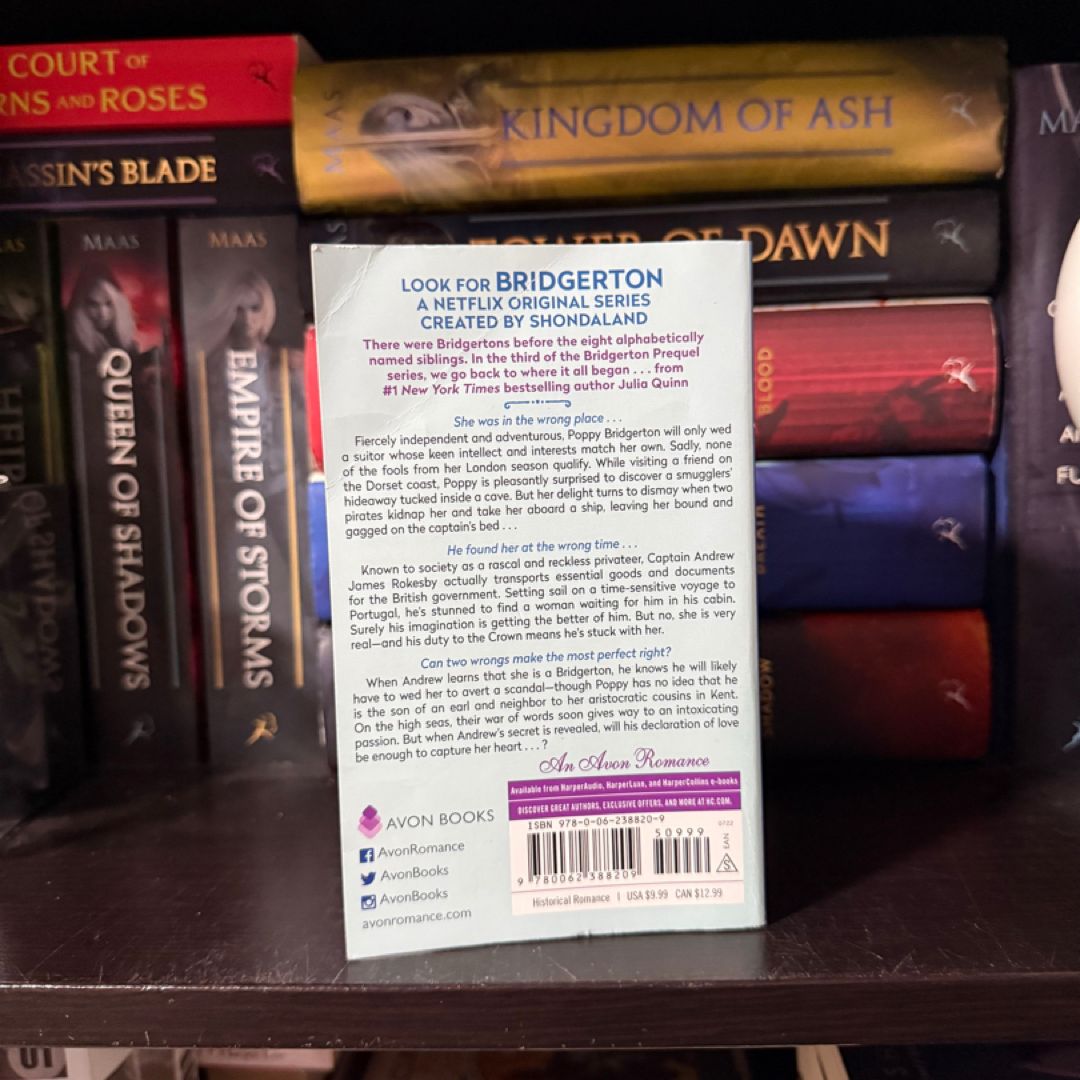 COURT OF
RNS AND ROSES
ASSIN'S BLADE
MAAS
KINGDOM OF ASH
TOWER OF DAWN
MAAS
QUEEN OF SHADOWS
MAAS
EMPIRE OF STORMS
HEIR
BLOOD
BREATH
SHADOW
LOOK FOR BRIDGERTON
A NETFLIX ORIGINAL SERIES
CREATED BY SHONDALAND
There were Bridgertons before the eight alphabetically
named siblings. In the third of the Bridgerton Prequel
series, we go back to where it all began . . . from
#1 New York Times bestselling author Julia Quinn
She was in the wrong place . . .
Fiercely independent and adventurous, Poppy Bridgerton will only wed
a suitor whose keen intellect and interests match her own. Sadly, none
of the fools from her London season qualify. While visiting a friend on
the Dorset coast, Poppy is pleasantly surprised to discover a smugglers'
hideaway tucked inside a cave. But her delight turns to dismay when two
pirates kidnap her and take her aboard a ship, leaving her bound and
gagged on the captain's bed . . .
He found her at the wrong time . . .
Known to society as a rascal and reckless privateer, Captain Andrew
James Rokesby actually transports essential goods and documents
for the British government. Setting sail on a time-sensitive voyage to
Portugal, he's stunned to find a woman waiting for him in his cabin.
Surely his imagination is getting the better of him. But no, she is very
real—and his duty to the Crown means he's stuck with her.
Can two wrongs make the most perfect right?
When Andrew learns that she is a Bridgerton, he knows he will likely
have to wed her to avert a scandal—though Poppy has no idea that he
is the son of an earl and neighbor to her aristocratic cousins in Kent.
On the high seas, their war of words soon gives way to an intoxicating
passion. But when Andrew's secret is revealed, will his declaration of love
be enough to capture her heart . . . ?
An Avon Romance
Available from HarperAudio, HarperLuxe, and HarperCollins e-books
DISCOVER GREAT AUTHORS, EXCLUSIVE OFFERS, AND MORE AT HC.COM.
AVON BOOKS
AvonRomance
AvonBooks
AvonBooks
avonromance.com
ISBN 978-0-06-238820-9
50999
0722
EAN
9 780062 388209
Historical Romance | USA $9.99 CAN $12.99